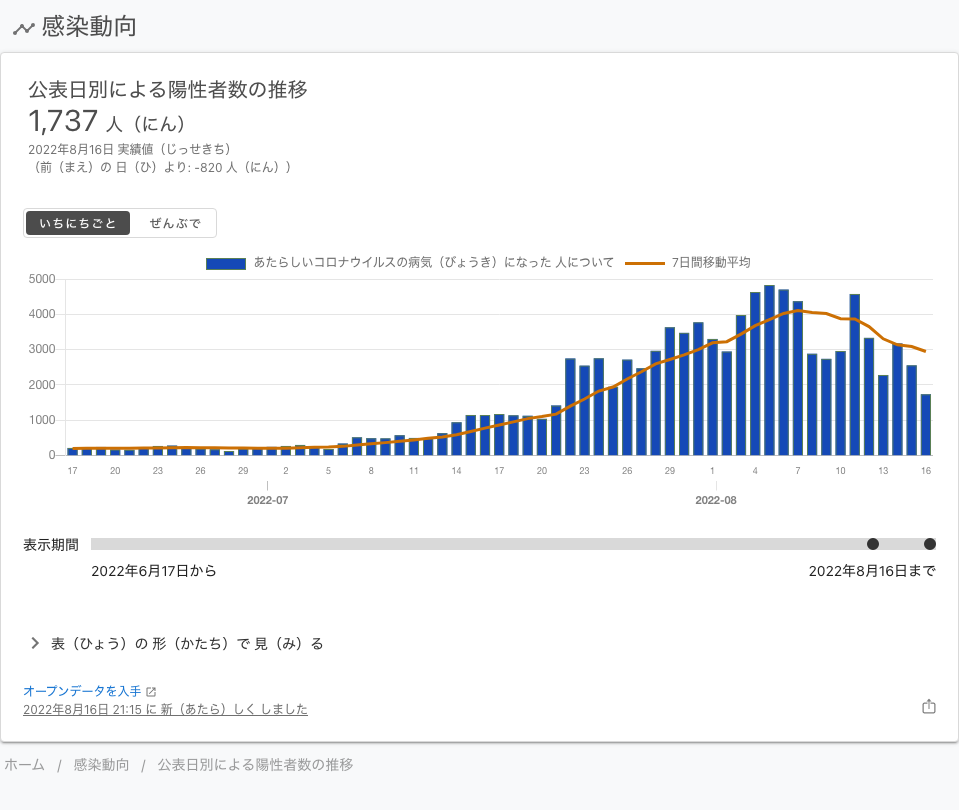 感染動向
公表日別による陽性者数の推移
1,737 人（にん）
2022年8月16日 実績値（じっせきち）
（前（まえ）の 日（ひ）より: -820 人（にん））
いちにちごと ぜんぶで
あたらしいコロナウイルスの病気（びょうき）になった 人について 7日間移動平均
5000
4000
3000
2000
1000
0
17 20 23 26 29 2 5 8 11 14 17 20 23 26 29 1 4 7 10 13 16
2022-07 2022-08
表示期間
2022年6月17日から 2022年8月16日まで
表（ひょう）の 形（かたち）で 見（み）る
オープンデータを入手
2022年8月16日 21:15 に 新（あたら）しく しました
ホーム / 感染動向 / 公表日別による陽性者数の推移